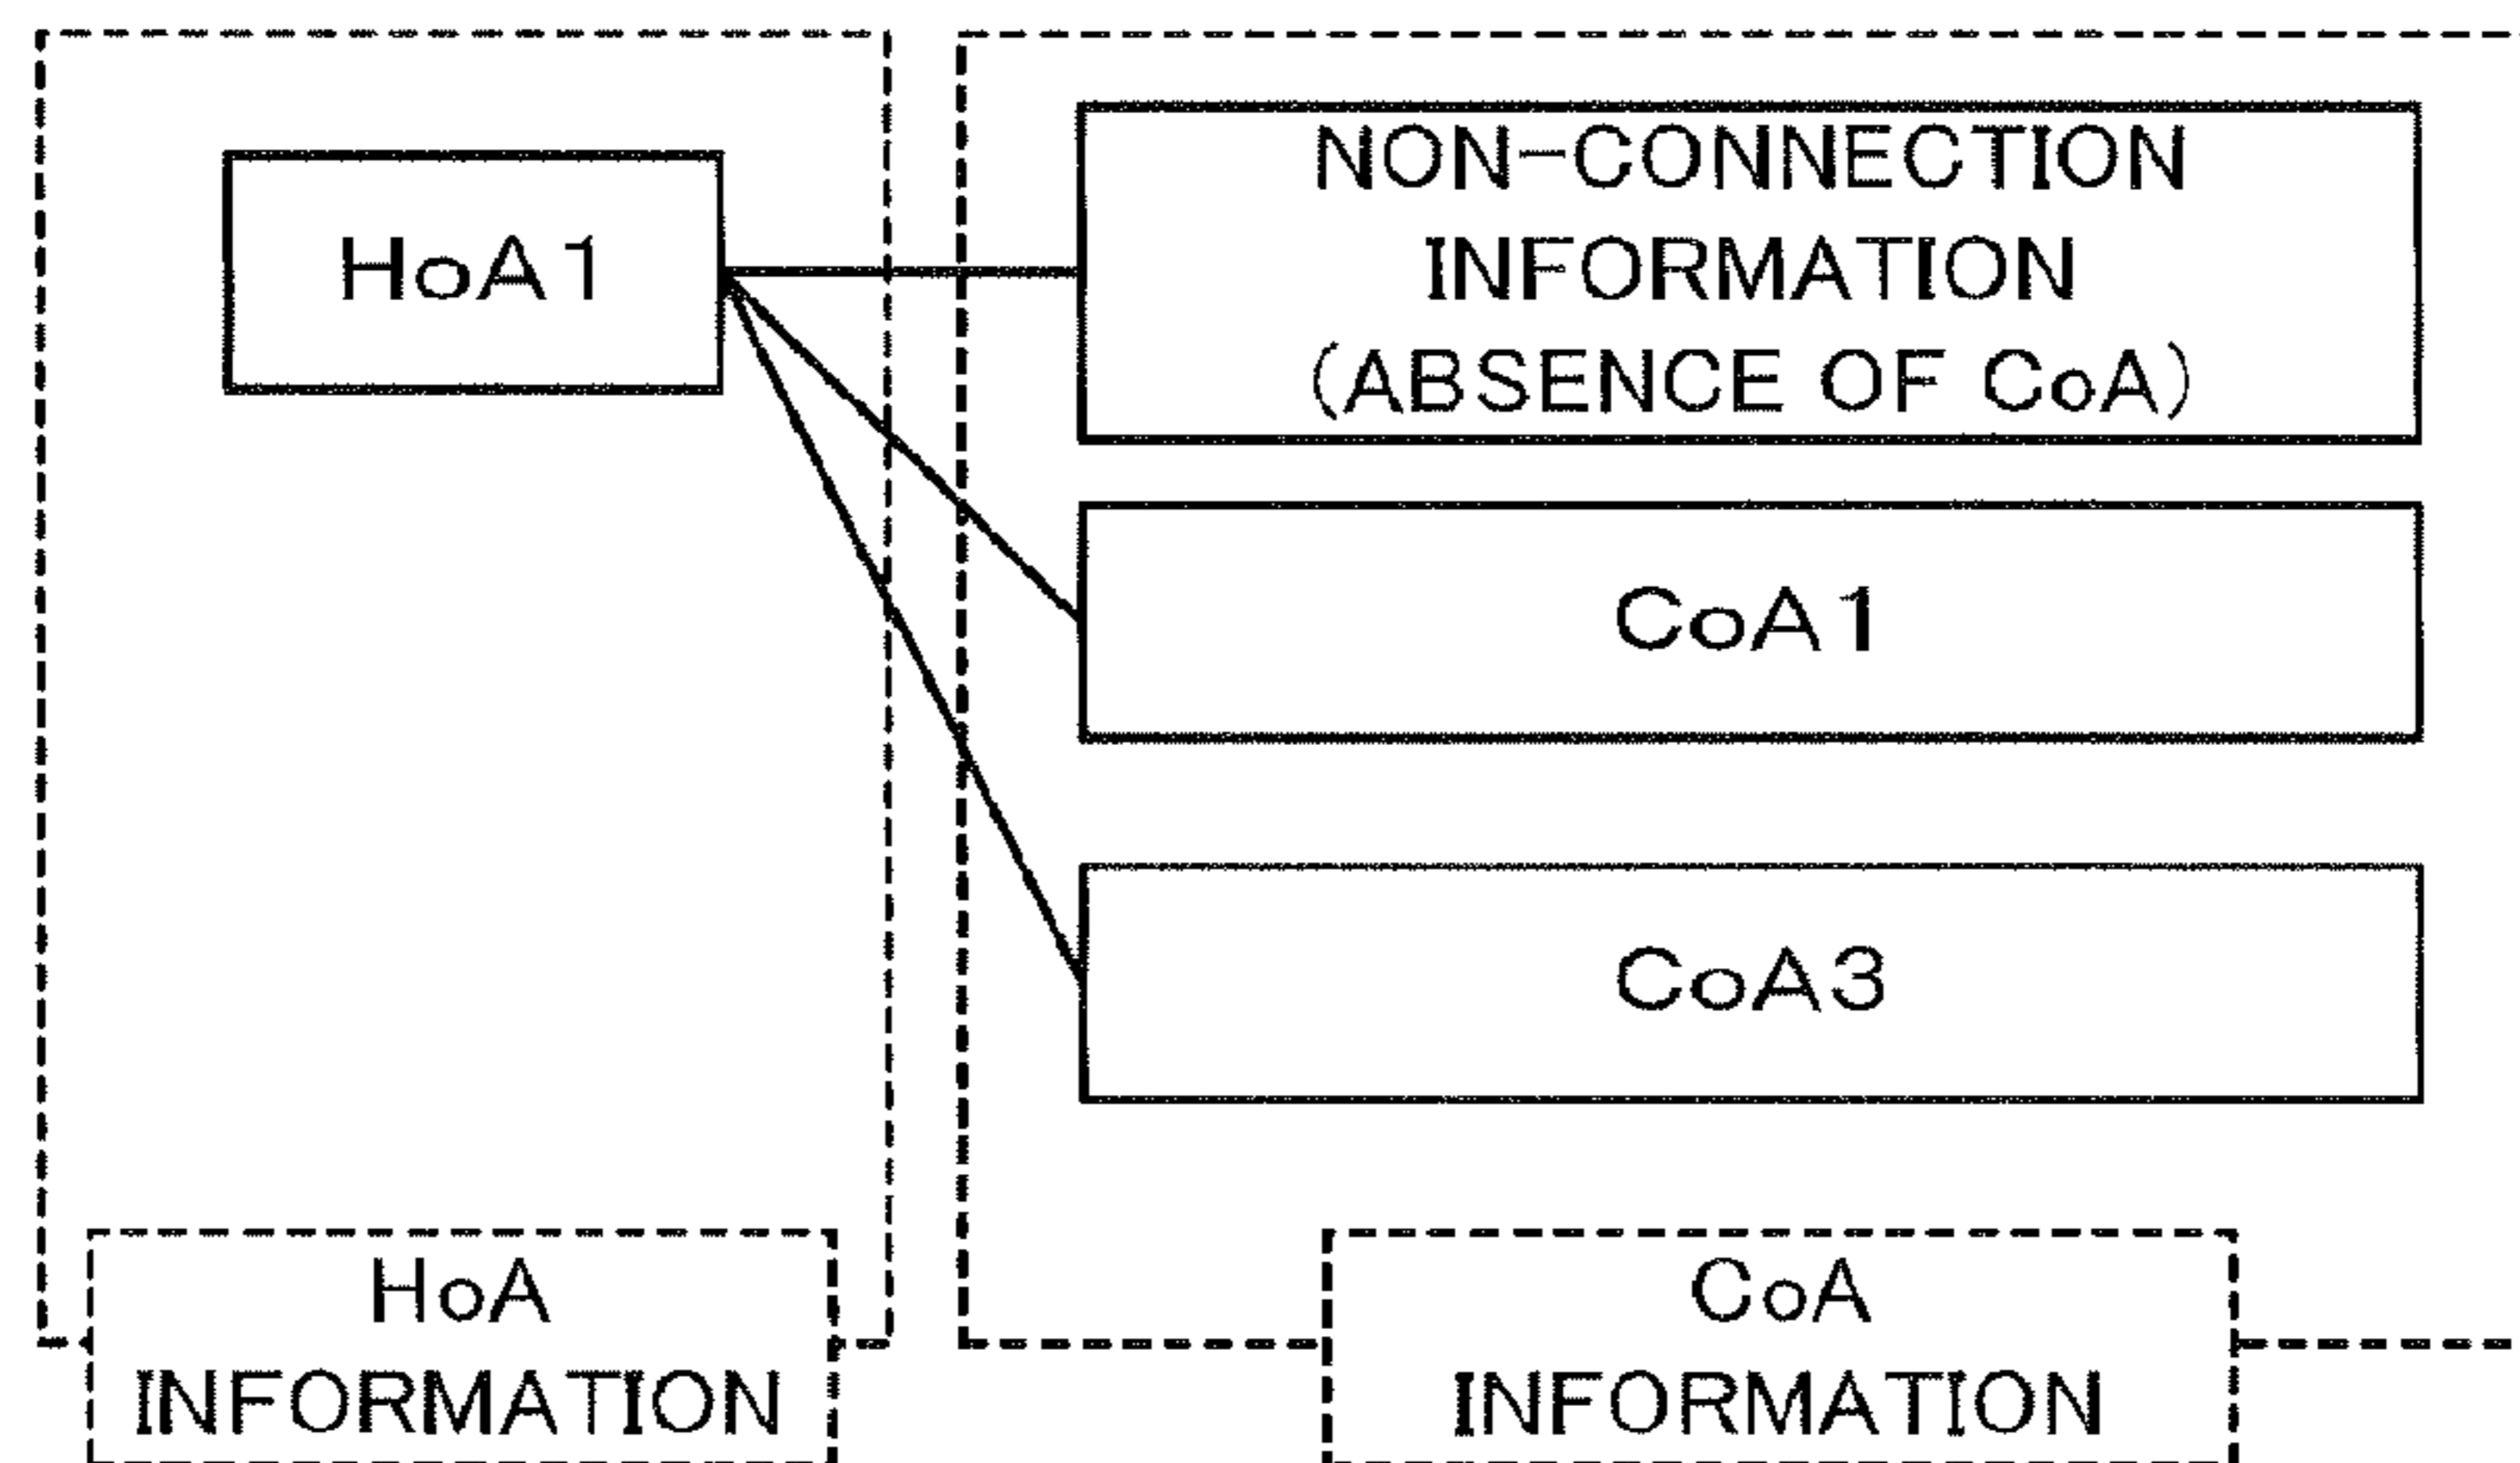 HoA1
NON-CONNECTION
INFORMATION
(ABSENCE OF CoA)
CoA1
CoA3
HoA
INFORMATION
CoA
INFORMATION